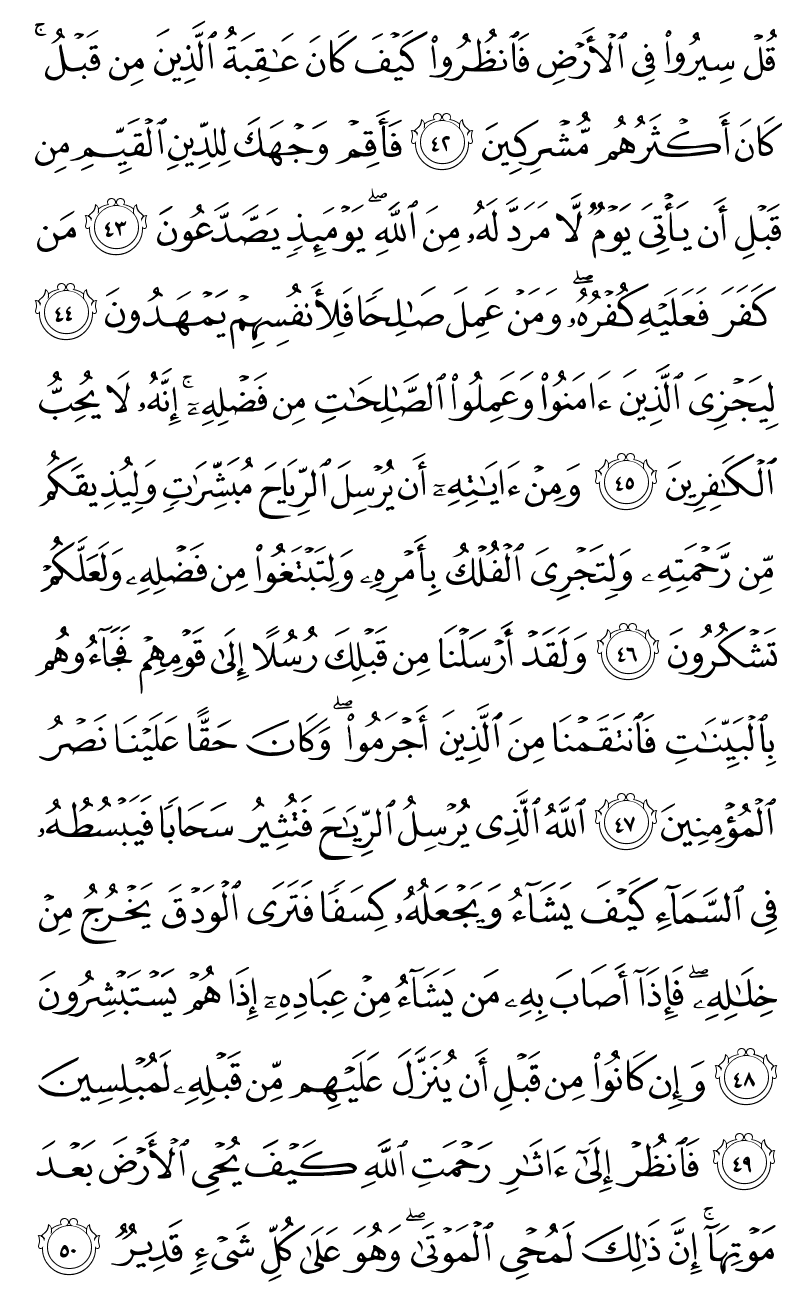 قُلۡ سِيرُواْ فِي ٱلۡأَرۡضِ فَٱنظُرُواْ كَيۡفَ كَانَ عَٰقِبَةُ ٱلَّذِينَ مِن قَبۡلُۚ
كَانَ أَكۡثَرُهُم مُّشۡرِكِينَ ٤٢ فَأَقِمۡ وَجۡهَكَ لِلدِّينِ ٱلۡقَيِّمِ مِن
قَبۡلِ أَن يَأۡتِيَ يَوۡمٞ لَّا مَرَدَّ لَهُۥ مِنَ ٱللَّهِۖ يَوۡمَئِذٖ يَصَّدَّعُونَ ٤٣ مَن
كَفَرَ فَعَلَيۡهِ كُفۡرُهُۥۖ وَمَنۡ عَمِلَ صَٰلِحٗا فَلِأَنفُسِهِمۡ يَمۡهَدُونَ ٤٤
لِيَجۡزِيَ ٱلَّذِينَ ءَامَنُواْ وَعَمِلُواْ ٱلصَّٰلِحَٰتِ مِن فَضۡلِهِۦٓۚ إِنَّهُۥ لَا يُحِبُّ
ٱلۡكَٰفِرِينَ ٤٥ وَمِنۡ ءَايَٰتِهِۦٓ أَن يُرۡسِلَ ٱلرِّيَاحَ مُبَشِّرَٰتٖ وَلِيُذِيقَكُم
مِّن رَّحۡمَتِهِۦ وَلِتَجۡرِيَ ٱلۡفُلۡكُ بِأَمۡرِهِۦ وَلِتَبۡتَغُواْ مِن فَضۡلِهِۦ وَلَعَلَّكُمۡ
تَشۡكُرُونَ ٤٦ وَلَقَدۡ أَرۡسَلۡنَا مِن قَبۡلِكَ رُسُلًا إِلَىٰ قَوۡمِهِمۡ فَجَآءُوهُم
بِٱلۡبَيِّنَٰتِ فَٱنتَقَمۡنَا مِنَ ٱلَّذِينَ أَجۡرَمُواْۖ وَكَانَ حَقًّا عَلَيۡنَا نَصۡرُ
ٱلۡمُؤۡمِنِينَ ٤٧ ٱللَّهُ ٱلَّذِي يُرۡسِلُ ٱلرِّيَٰحَ فَتُثِيرُ سَحَابٗا فَيَبۡسُطُهُۥ
فِي ٱلسَّمَآءِ كَيۡفَ يَشَآءُ وَيَجۡعَلُهُۥ كِسَفٗا فَتَرَى ٱلۡوَدۡقَ يَخۡرُجُ مِنۡ
خِلَٰلِهِۦۖ فَإِذَآ أَصَابَ بِهِۦ مَن يَشَآءُ مِنۡ عِبَادِهِۦٓ إِذَا هُمۡ يَسۡتَبۡشِرُونَ
٤٨ وَإِن كَانُواْ مِن قَبۡلِ أَن يُنَزَّلَ عَلَيۡهِم مِّن قَبۡلِهِۦ لَمُبۡلِسِينَ
٤٩ فَٱنظُرۡ إِلَىٰٓ ءَاثَٰرِ رَحۡمَتِ ٱللَّهِ كَيۡفَ يُحۡيِ ٱلۡأَرۡضَ بَعۡدَ
مَوۡتِهَآۚ إِنَّ ذَٰلِكَ لَمُحۡيِ ٱلۡمَوۡتَىٰۖ وَهُوَ عَلَىٰ كُلِّ شَيۡءٖ قَدِيرٞ ٥٠